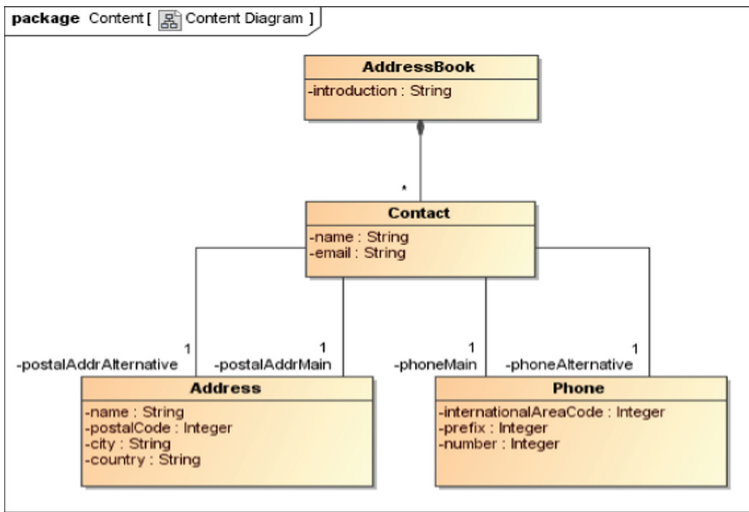 package Content [ Content Diagram ]
AddressBook
-introduction : String
*
Contact
-name : String
-email : String
1
-postalAddrAlternative
1
-postalAddrMain
1
-phoneMain
1
-phoneAlternative
Address
-name : String
-postalCode : Integer
-city : String
-country : String
Phone
-internationalAreaCode : Integer
-prefix : Integer
-number : Integer